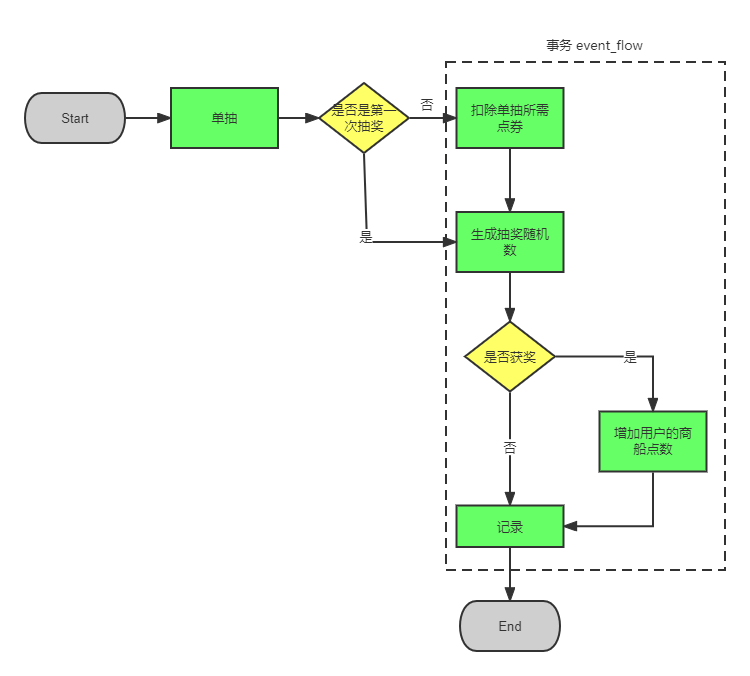 事务 event_flow
Start
单抽
是否是第一
次抽奖
否
扣除单抽所需
点券
是
生成抽奖随机
数
是否获奖
是
增加用户的商
船点数
否
记录
End